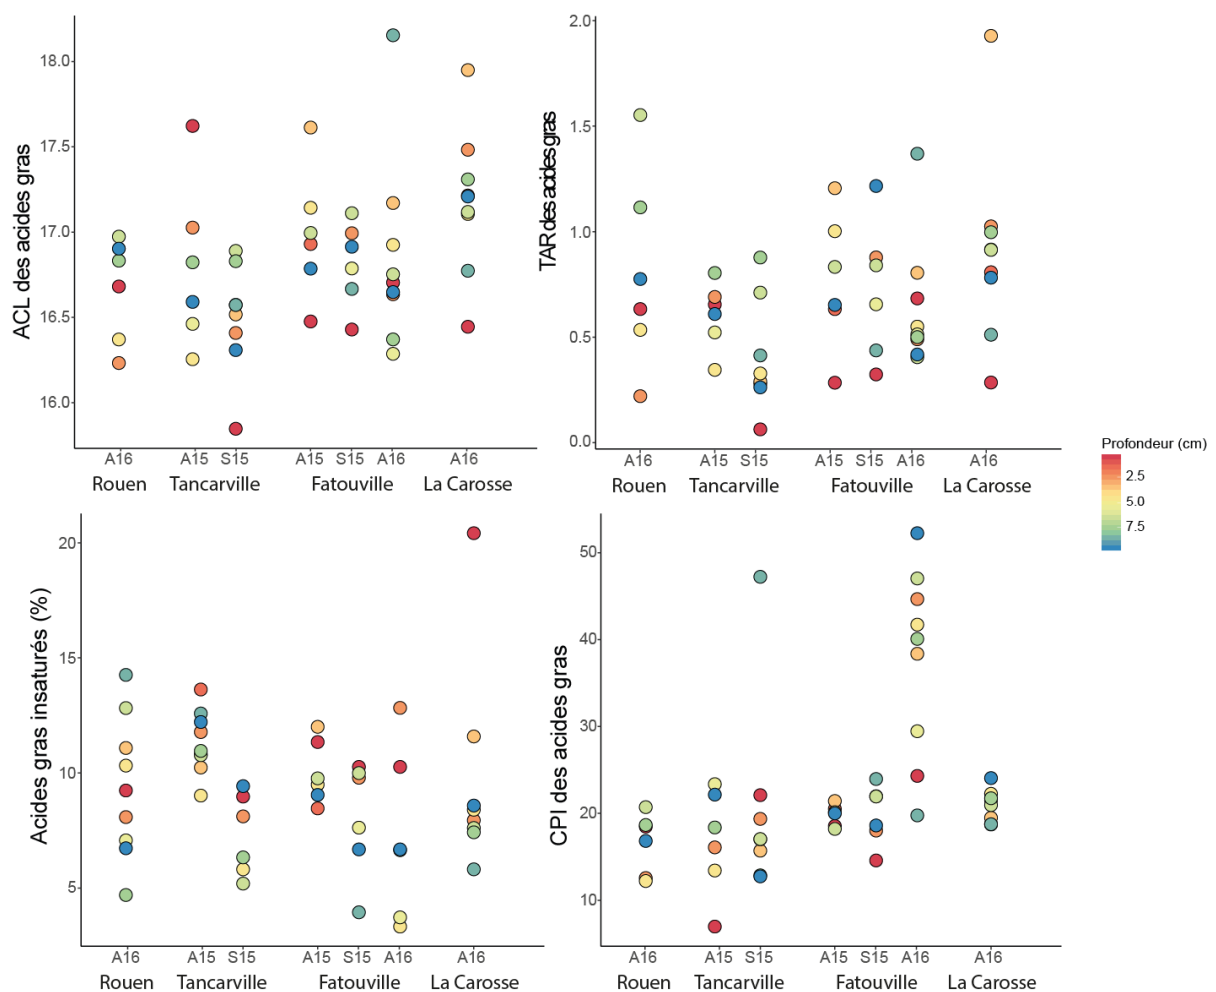 ACL des acides gras
18.0
17.5
17.0
16.5
16.0
A16 A15 S15 A15 S15 A16 A16
Rouen Tancarville Fatouville La Carosse
TAR des acides gras
2.0
1.5
1.0
0.5
0.0
A16 A15 S15 A15 S15 A16 A16
Rouen Tancarville Fatouville La Carosse
Profondeur (cm)
2.5
5.0
7.5
Acides gras insaturés (%)
20
15
10
5
A16 A15 S15 A15 S15 A16 A16
Rouen Tancarville Fatouville La Carosse
CPI des acides gras
50
40
30
20
10
A16 A15 S15 A15 S15 A16 A16
Rouen Tancarville Fatouville La Carosse